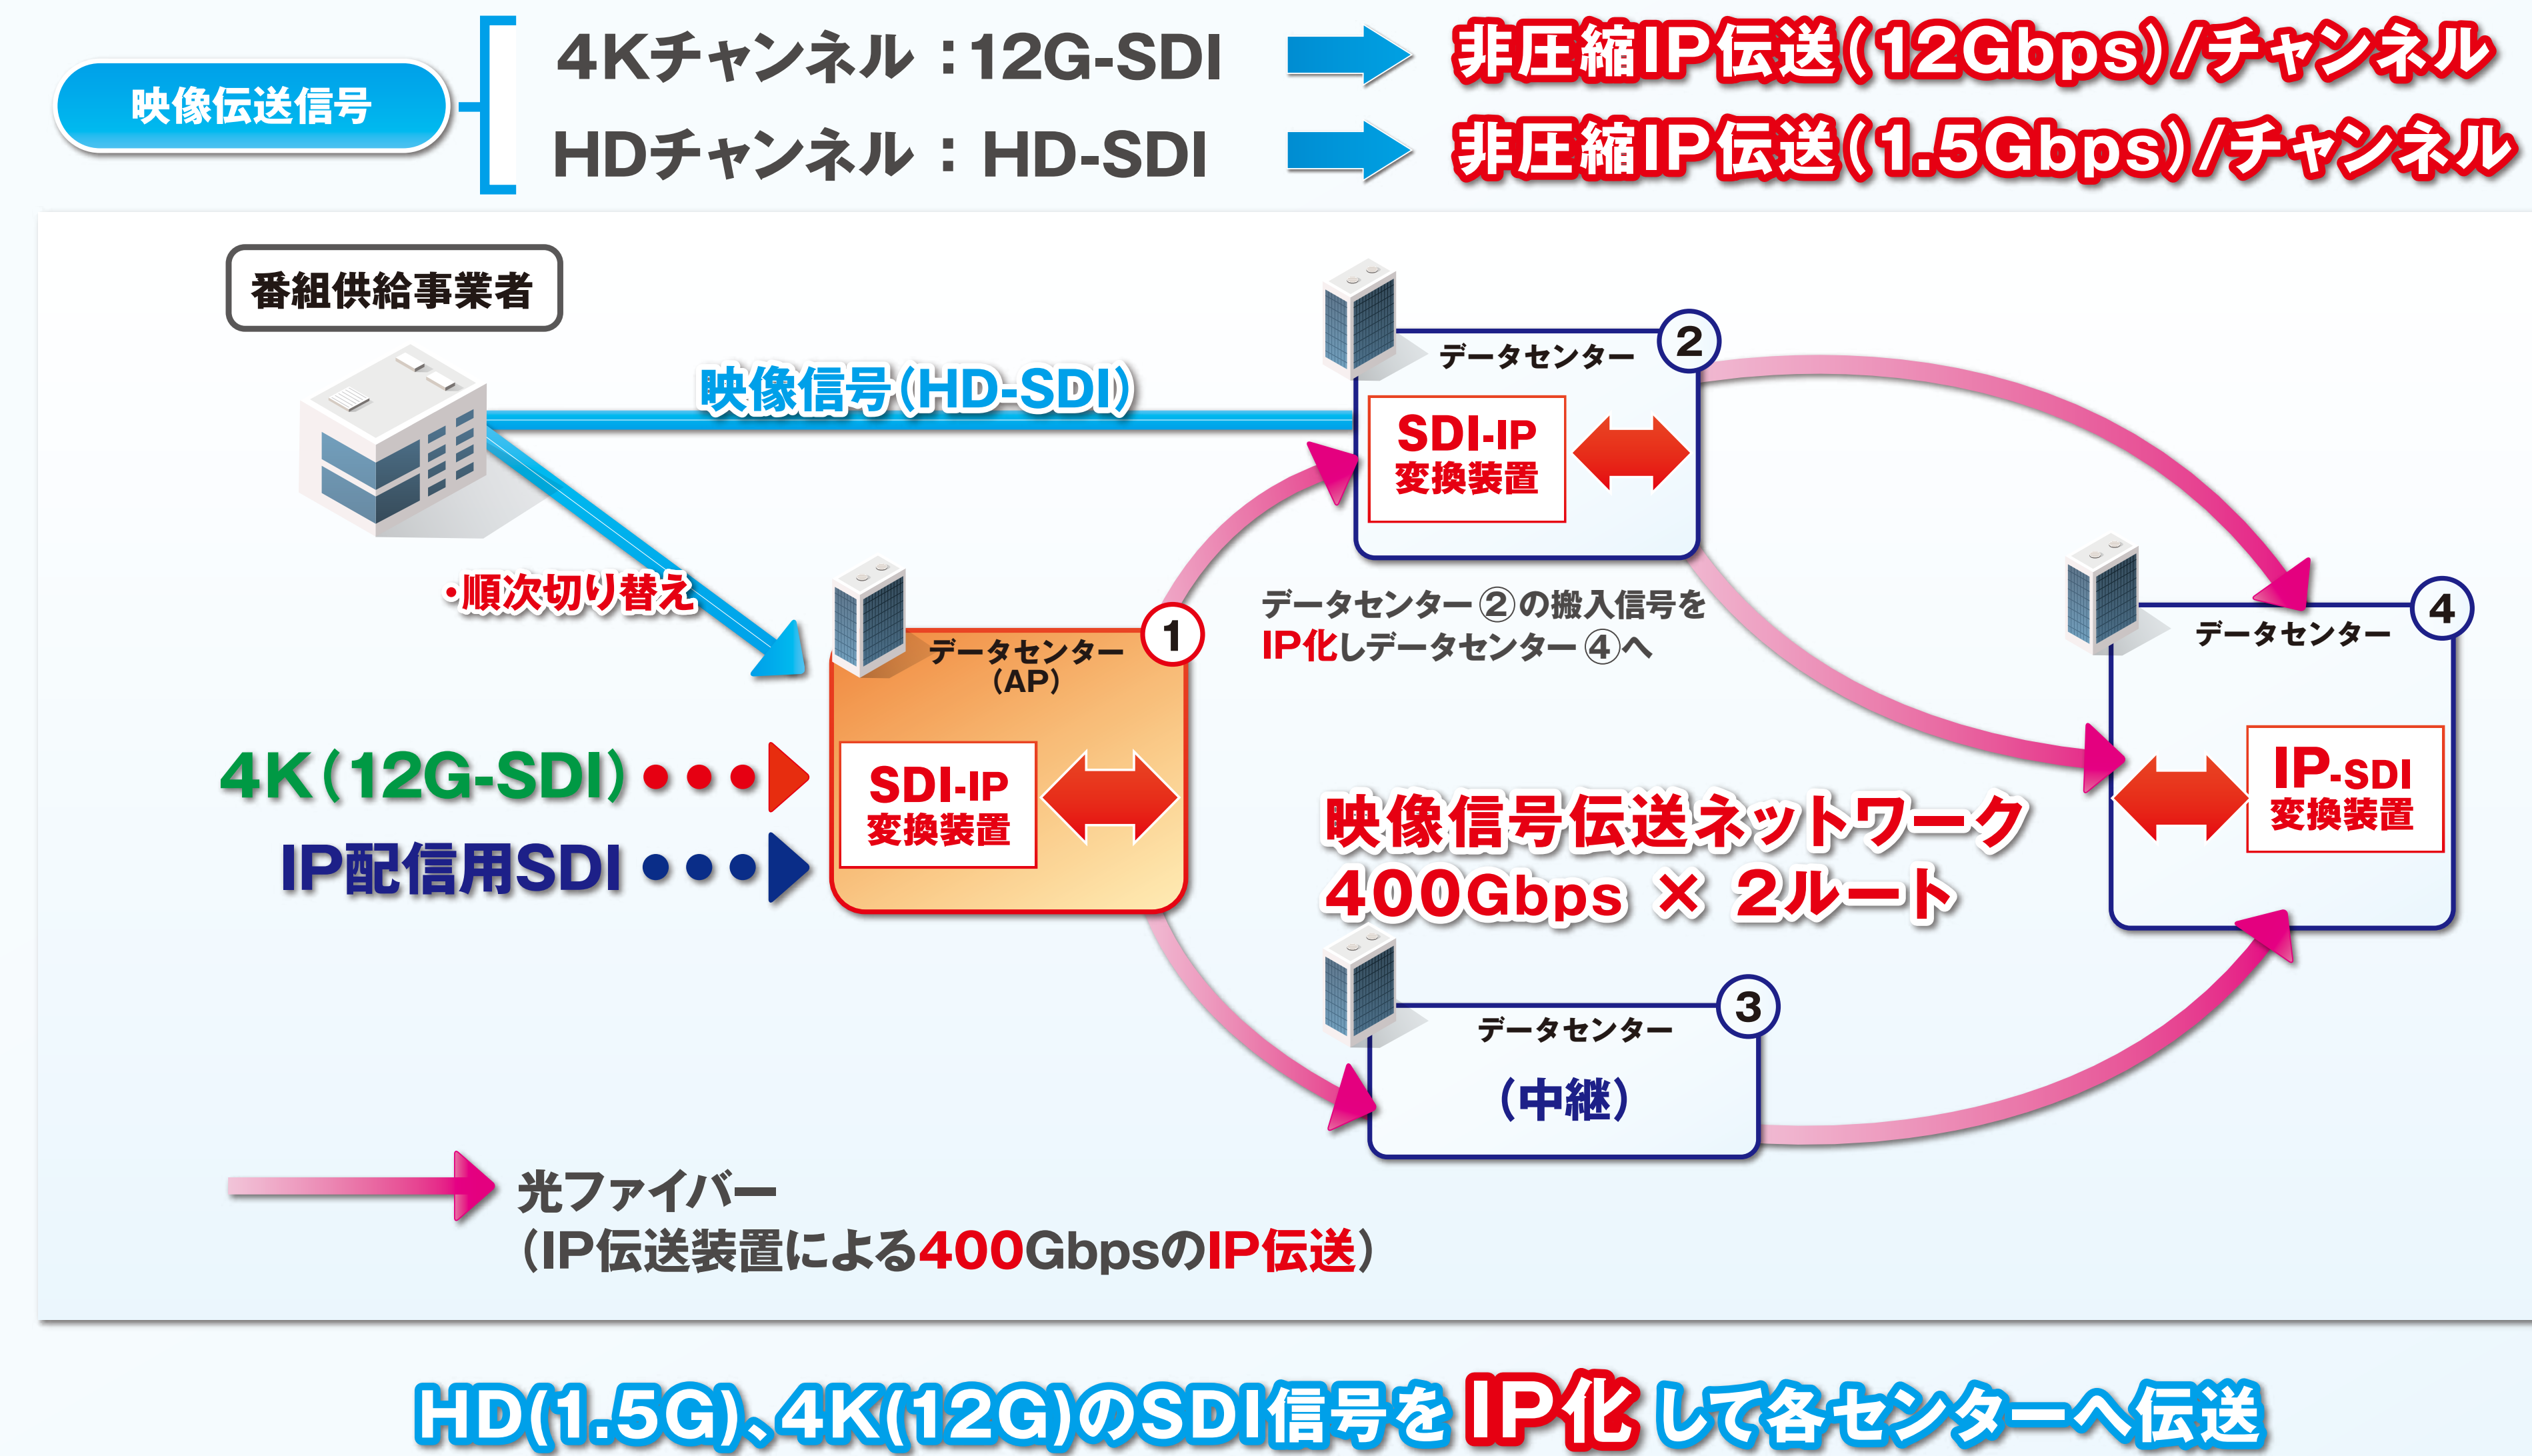 映像伝送信号
4Kチャンネル：12G-SDI
非圧縮IP伝送(12Gbps)/チャンネル
HDチャンネル：HD-SDI
非圧縮IP伝送(1.5Gbps)/チャンネル
番組供給事業者
映像信号(HD-SDI)
・順次切り替え
データセンター
②
SDI-IP
変換装置
データセンター
(AP)
①
SDI-IP
変換装置
4K(12G-SDI)
IP配信用SDI
データセンター②の搬入信号を
IP化しデータセンター④へ
データセンター
④
IP-SDI
変換装置
映像信号伝送ネットワーク
400Gbps × 2ルート
データセンター
③
(中継)
光ファイバー
(IP伝送装置による400GbpsのIP伝送)
HD(1.5G)、4K(12G)のSDI信号をIP化して各センターへ伝送